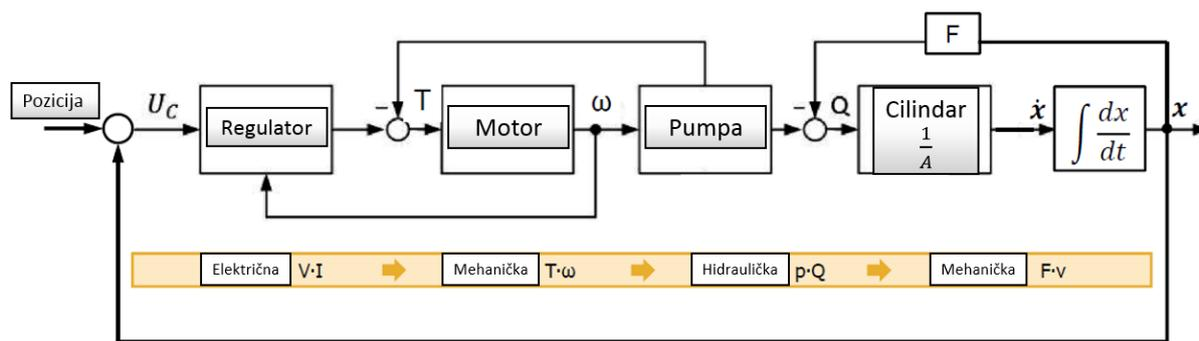 F
Pozicija
U_C
Regulator
−
T
Motor
ω
Pumpa
−
Q
Cilindar
1
A
ẋ
∫ dx
dt
x
Električna V·I
Mehanička T·ω
Hidraulička p·Q
Mehanička F·v